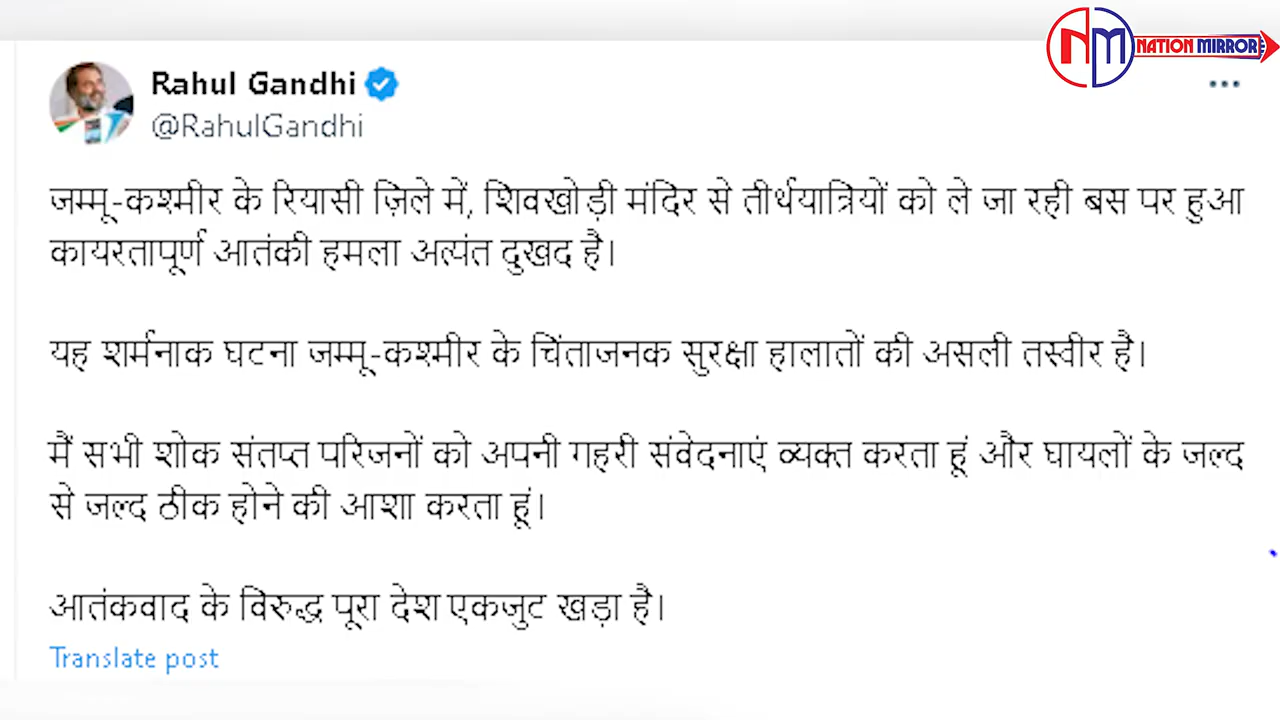 NM NATION MIRROR
Rahul Gandhi
@RahulGandhi
जम्मू-कश्मीर के रियासी ज़िले में, शिवखोड़ी मंदिर से तीर्थयात्रियों को ले जा रही बस पर हुआ
कायरतापूर्ण आतंकी हमला अत्यंत दुखद है।
यह शर्मनाक घटना जम्मू-कश्मीर के चिंताजनक सुरक्षा हालातों की असली तस्वीर है।
मैं सभी शोक संतप्त परिजनों को अपनी गहरी संवेदनाएं व्यक्त करता हूं और घायलों के जल्द
से जल्द ठीक होने की आशा करता हूं।
आतंकवाद के विरुद्ध पूरा देश एकजुट खड़ा है।
Translate post